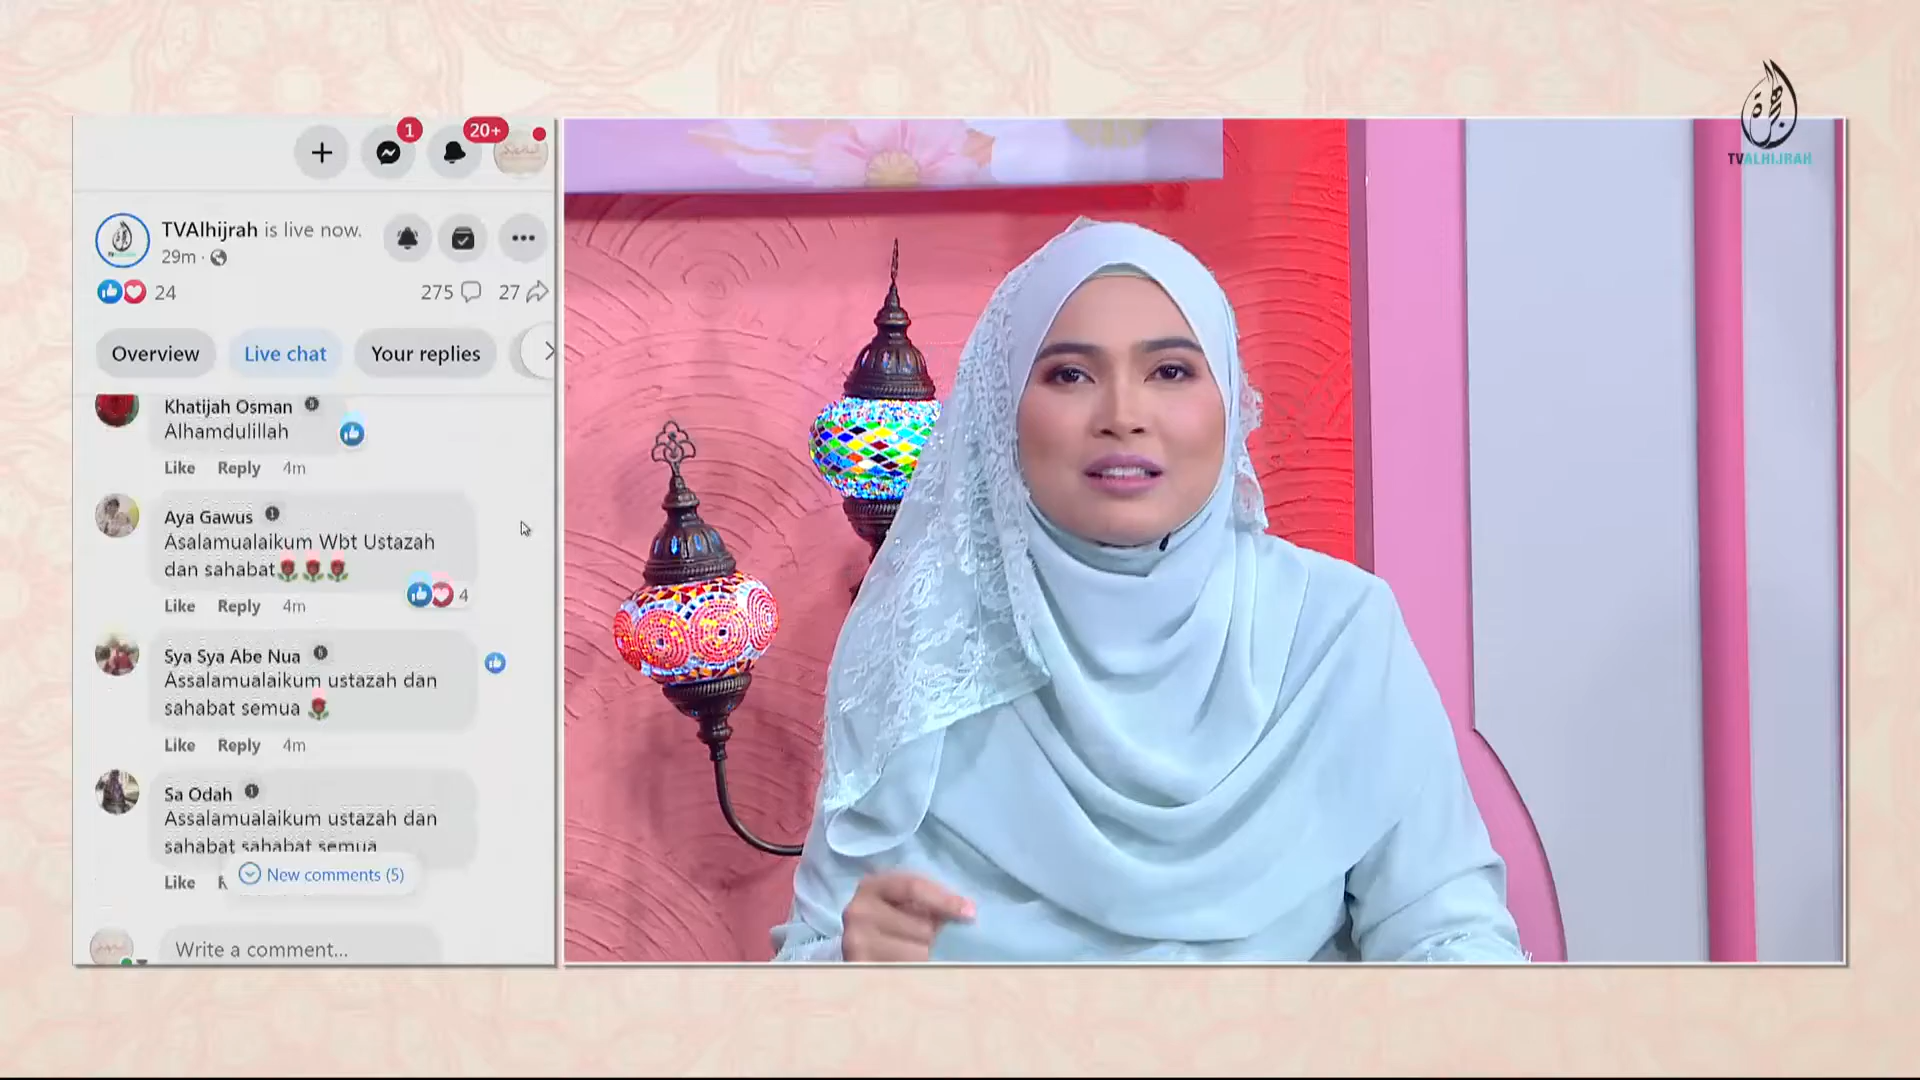 1
20+
TVAlhijrah is live now.
29m ·
24
275
27
Overview
Live chat
Your replies
Khatijah Osman
Alhamdulillah
Like Reply 4m
Aya Gawus
Asalamualaikum Wbt Ustazah
dan sahabat🌹🌹🌹
4
Like Reply 4m
Sya Sya Abe Nua
Assalamualaikum ustazah dan
sahabat semua 🌹
Like Reply 4m
Sa Odah
Assalamualaikum ustazah dan
sahabat sahabat semua
Like
New comments (5)
Write a comment...
هجرة
TVALHIJRAH